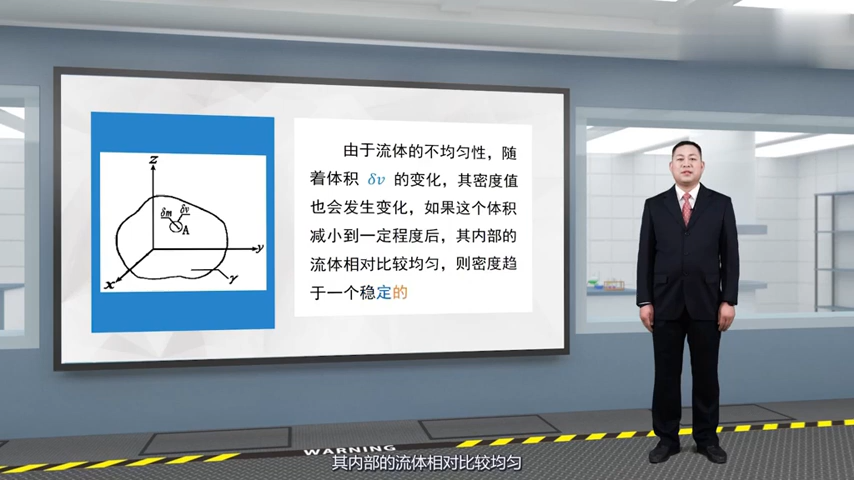 z
δm
δv
A
y
x
γ
由于流体的不均匀性，随
着体积 δv 的变化，其密度值
也会发生变化，如果这个体积
减小到一定程度后，其内部的
流体相对比较均匀，则密度趋
于一个稳定的
WARNING
其内部的流体相对比较均匀